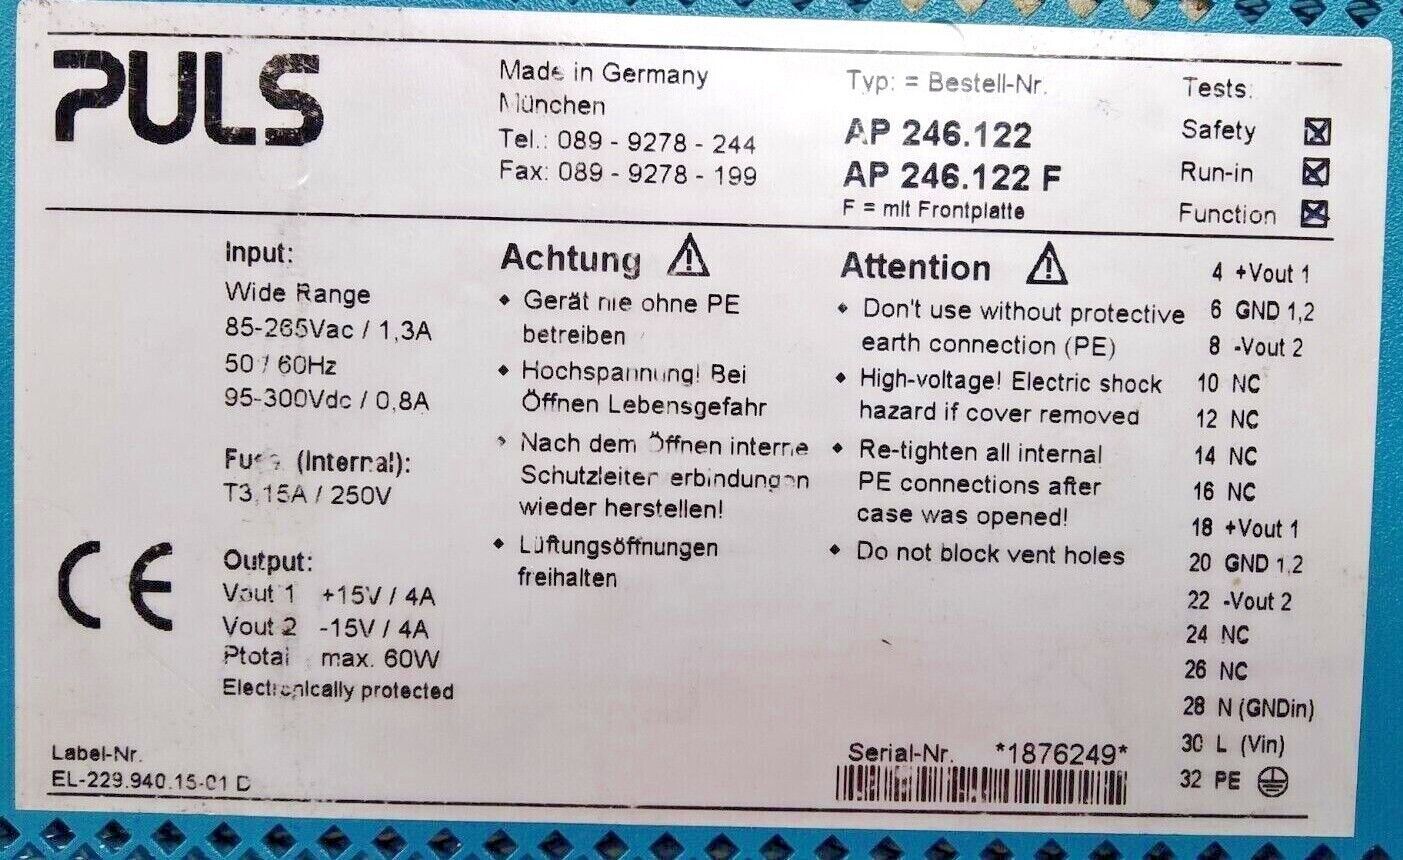 PULS
Made in Germany
München
Tel.: 089 - 9278 - 244
Fax: 089 - 9278 - 199
Typ: = Bestell-Nr.
AP 246.122
AP 246.122 F
F = mit Frontplatte
Tests:
Safety
Run-in
Function
Input:
Wide Range
85-265Vac / 1,3A
50 / 60Hz
95-300Vdc / 0,8A
Fuse (Internal):
T3,15A / 250V
CE
Output:
Vout 1 +15V / 4A
Vout 2 -15V / 4A
Ptotal max. 60W
Electronically protected
Label-Nr.
EL-229.940.15-01 D
Achtung
Gerät nie ohne PE
betreiben
Hochspannung! Bei
Öffnen Lebensgefahr
Nach dem Öffnen interne
Schutzleiterverbindungen
wieder herstellen!
Lüftungsöffnungen
freihalten
Attention
Don't use without protective
earth connection (PE)
High-voltage! Electric shock
hazard if cover removed
Re-tighten all internal
PE connections after
case was opened!
Do not block vent holes
Serial-Nr. *1876249*
4 +Vout 1
6 GND 1,2
8 -Vout 2
10 NC
12 NC
14 NC
16 NC
18 +Vout 1
20 GND 1,2
22 -Vout 2
24 NC
26 NC
28 N (GNDin)
30 L (Vin)
32 PE